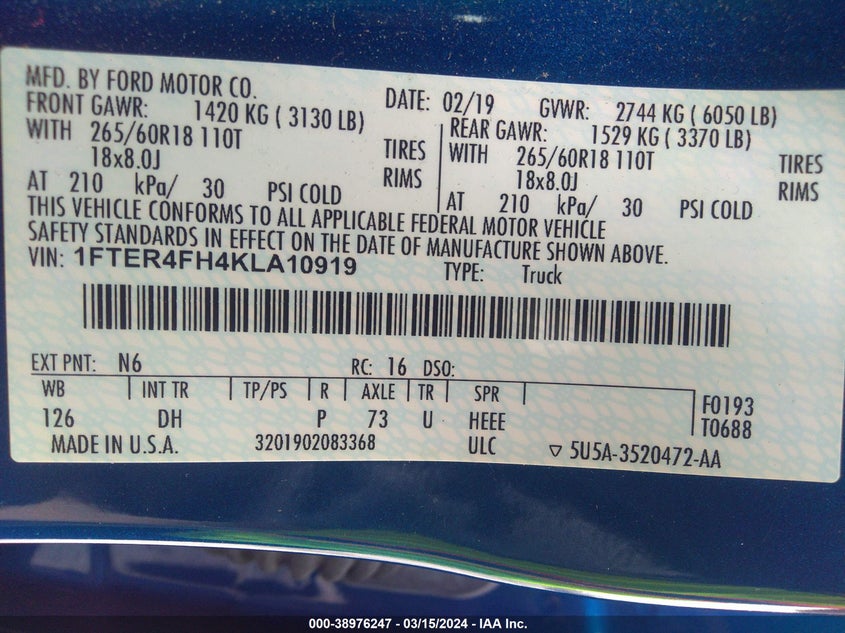 MFD. BY FORD MOTOR CO.
DATE: 02/19 GVWR: 2744 KG ( 6050 LB)
FRONT GAWR: 1420 KG ( 3130 LB)
WITH 265/60R18 110T TIRES
18x8.0J RIMS
AT 210 kPa/ 30 PSI COLD
REAR GAWR: 1529 KG ( 3370 LB)
WITH 265/60R18 110T TIRES
18x8.0J RIMS
AT 210 kPa/ 30 PSI COLD
THIS VEHICLE CONFORMS TO ALL APPLICABLE FEDERAL MOTOR VEHICLE
SAFETY STANDARDS IN EFFECT ON THE DATE OF MANUFACTURE SHOWN ABOVE.
VIN: 1FTER4FH4KLA10919 TYPE: Truck
EXT PNT: N6 RC: 16 DSO:
WB INT TR TP/PS R AXLE TR SPR
126 DH P 73 U HEEE
F0193
T0688
MADE IN U.S.A. 3201902083368 ULC ▽ 5U5A-3520472-AA
000-38976247 - 03/15/2024 - IAA Inc.